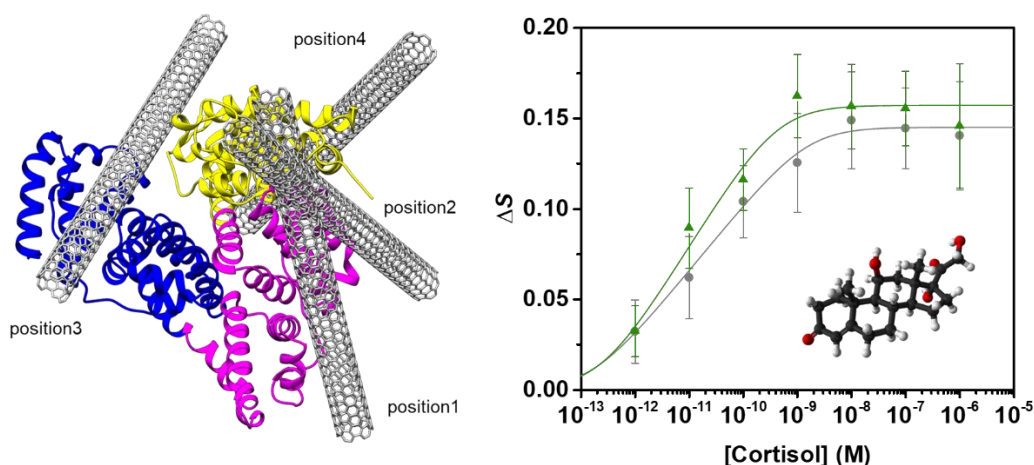 position4
position2
position3
position1
ΔS
0.20
0.15
0.10
0.05
0.00
10⁻¹³ 10⁻¹² 10⁻¹¹ 10⁻¹⁰ 10⁻⁹ 10⁻⁸ 10⁻⁷ 10⁻⁶ 10⁻⁵
[Cortisol] (M)